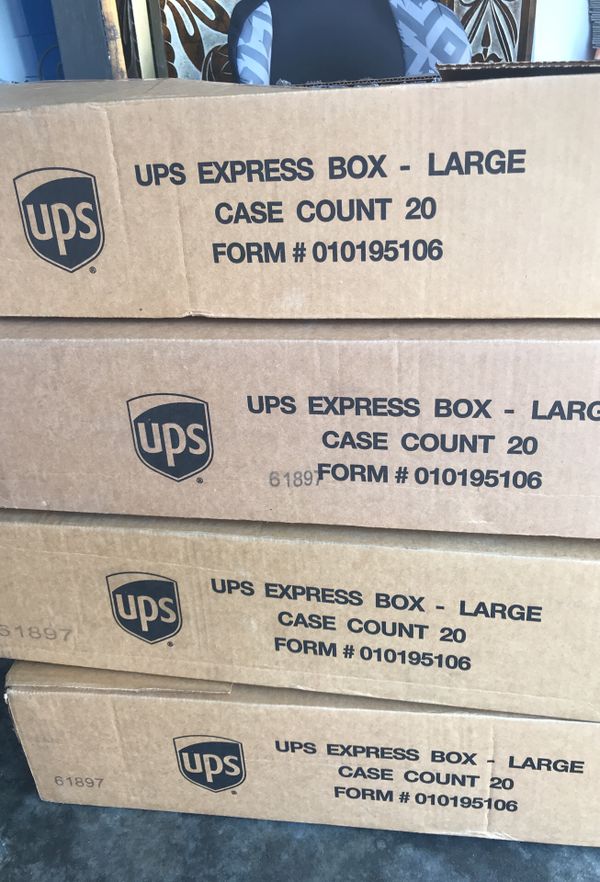 UPS EXPRESS BOX - LARGE
CASE COUNT 20
FORM # 010195106
ups
®
UPS EXPRESS BOX - LARG
CASE COUNT 20
61897 FORM # 010195106
ups
®
UPS EXPRESS BOX - LARGE
CASE COUNT 20
FORM # 010195106
ups
®
61897
UPS EXPRESS BOX - LARGE
CASE COUNT 20
FORM # 010195106
ups
®
61897